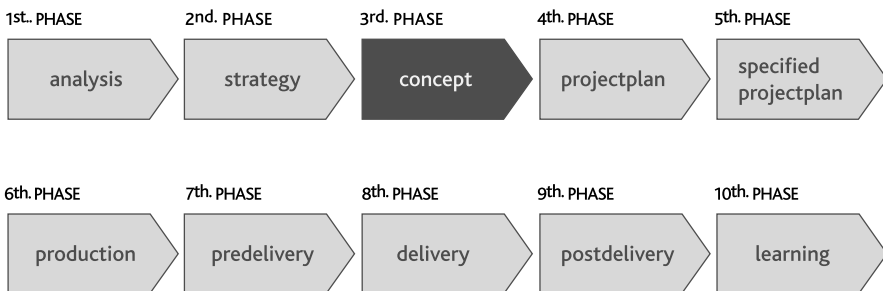 1st.. PHASE 2nd. PHASE 3rd. PHASE 4th. PHASE 5th. PHASE
analysis strategy concept projectplan specified
projectplan
6th. PHASE 7th. PHASE 8th. PHASE 9th. PHASE 10th. PHASE
production predelivery delivery postdelivery learning